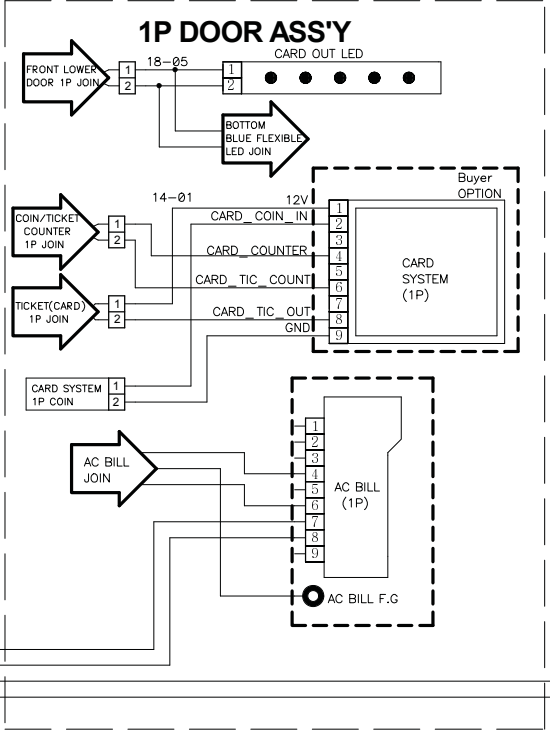 1P DOOR ASS'Y
CARD OUT LED
18-05
FRONT LOWER
DOOR 1P JOIN
1
2
1
2
BOTTOM
BLUE FLEXIBLE
LED JOIN
Buyer
OPTION
14-01
12V
CARD_COIN_IN
CARD_COUNTER
CARD_TIC_COUNT
CARD_TIC_OUT
GND
COIN/TICKET
COUNTER
1P JOIN
1
2
TICKET(CARD)
1P JOIN
1
2
1
2
3
4
5
6
7
8
9
CARD
SYSTEM
(1P)
CARD SYSTEM
1P COIN
1
2
AC BILL
JOIN
1
2
3
4
5
6
7
8
9
AC BILL
(1P)
AC BILL F.G